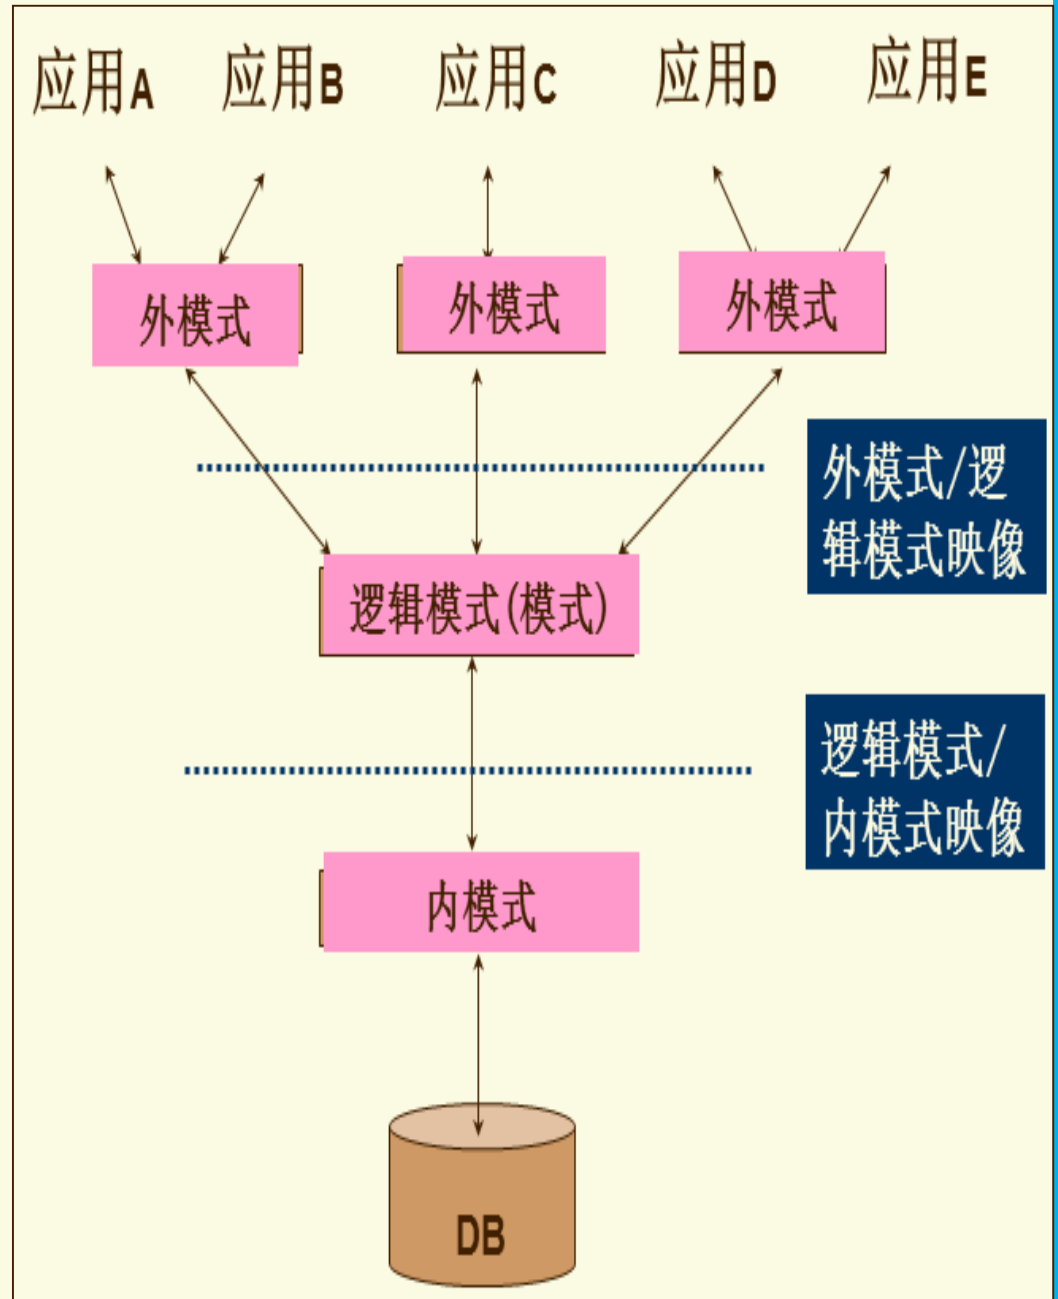 应用A 应用B 应用C 应用D 应用E
外模式 外模式 外模式
外模式/逻
辑模式映像
逻辑模式(模式)
逻辑模式/
内模式映像
内模式
DB